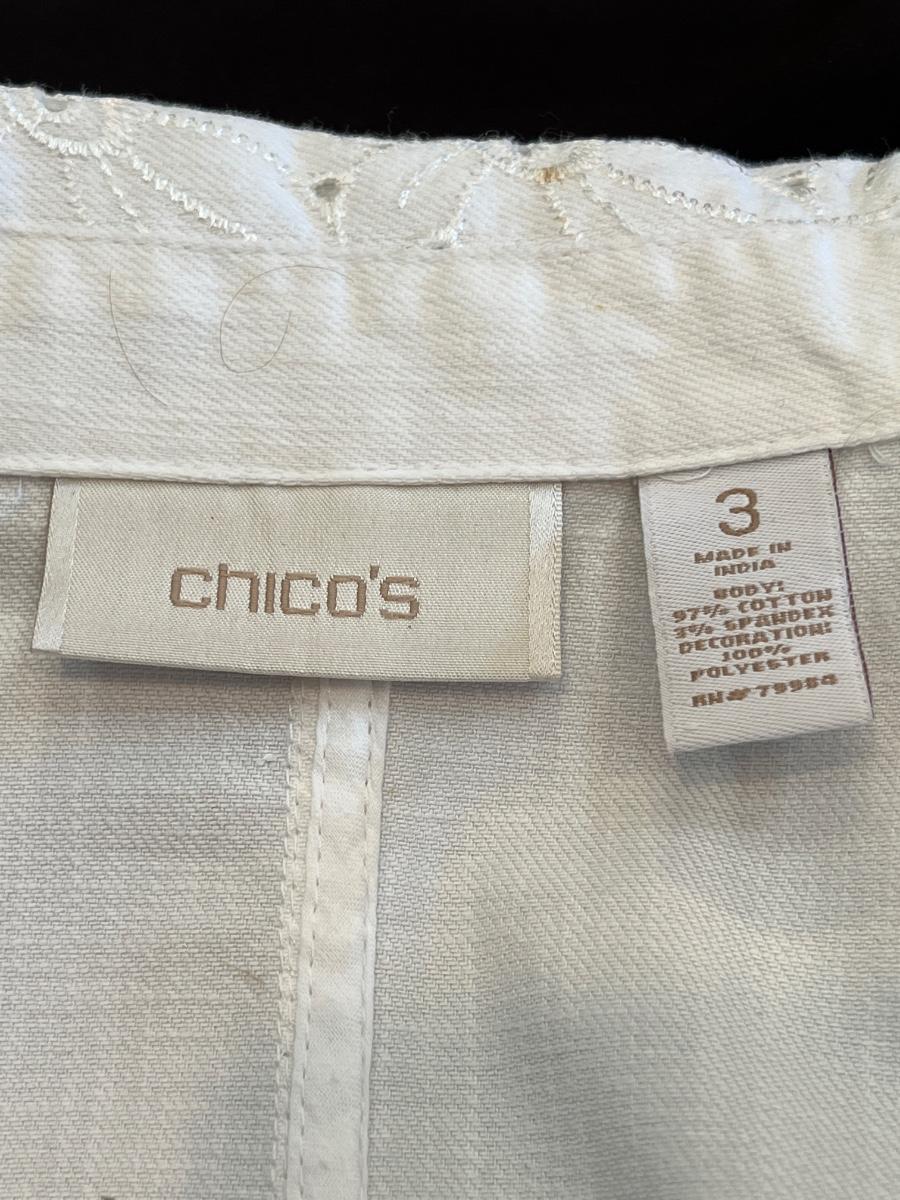 chico's
3
MADE IN
INDIA
BODY:
97% COTTON
3% SPANDEX
DECORATION:
100%
POLYESTER
RN# 79984